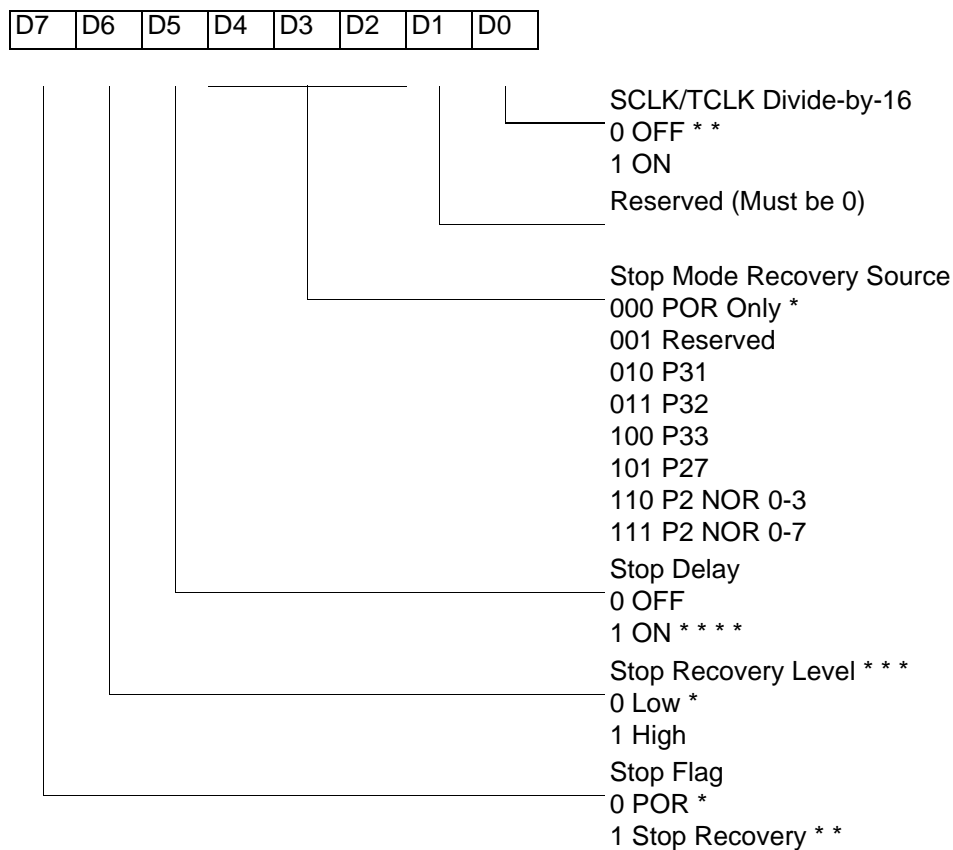 D7 D6 D5 D4 D3 D2 D1 D0
SCLK/TCLK Divide-by-16
0 OFF * *
1 ON
Reserved (Must be 0)
Stop Mode Recovery Source
000 POR Only *
001 Reserved
010 P31
011 P32
100 P33
101 P27
110 P2 NOR 0-3
111 P2 NOR 0-7
Stop Delay
0 OFF
1 ON * * * *
Stop Recovery Level * * *
0 Low *
1 High
Stop Flag
0 POR *
1 Stop Recovery * *